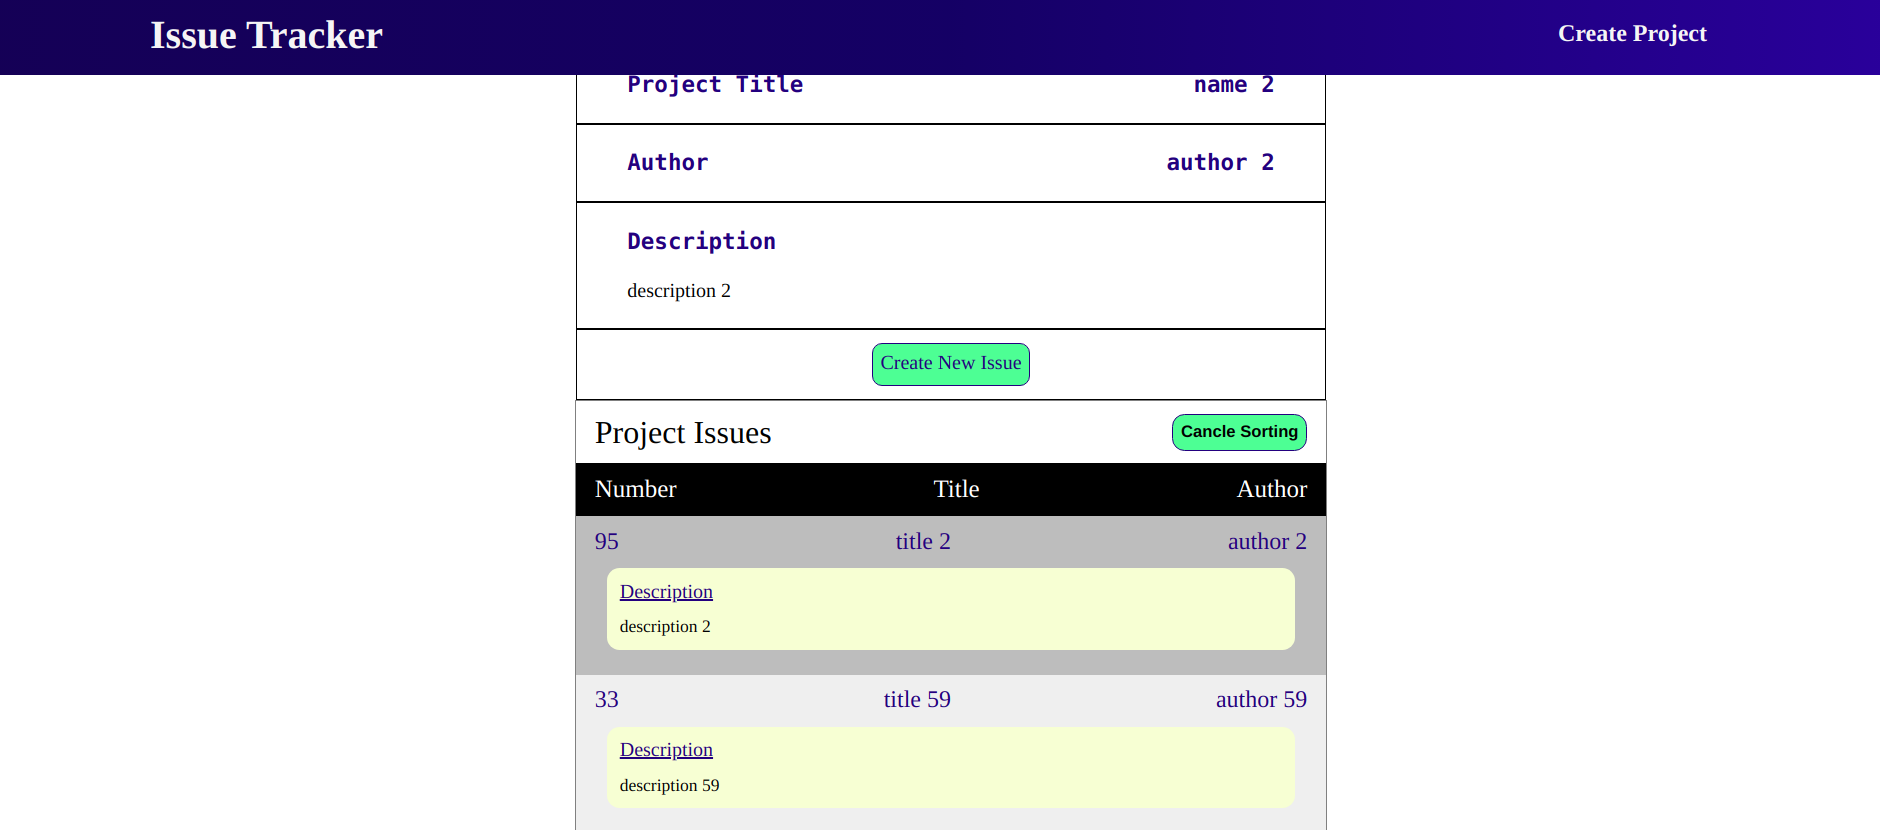 Issue Tracker Create Project
Project Title name 2
Author author 2
Description
description 2
Create New Issue
Project Issues Cancle Sorting
Number Title Author
95 title 2 author 2
Description
description 2
33 title 59 author 59
Description
description 59